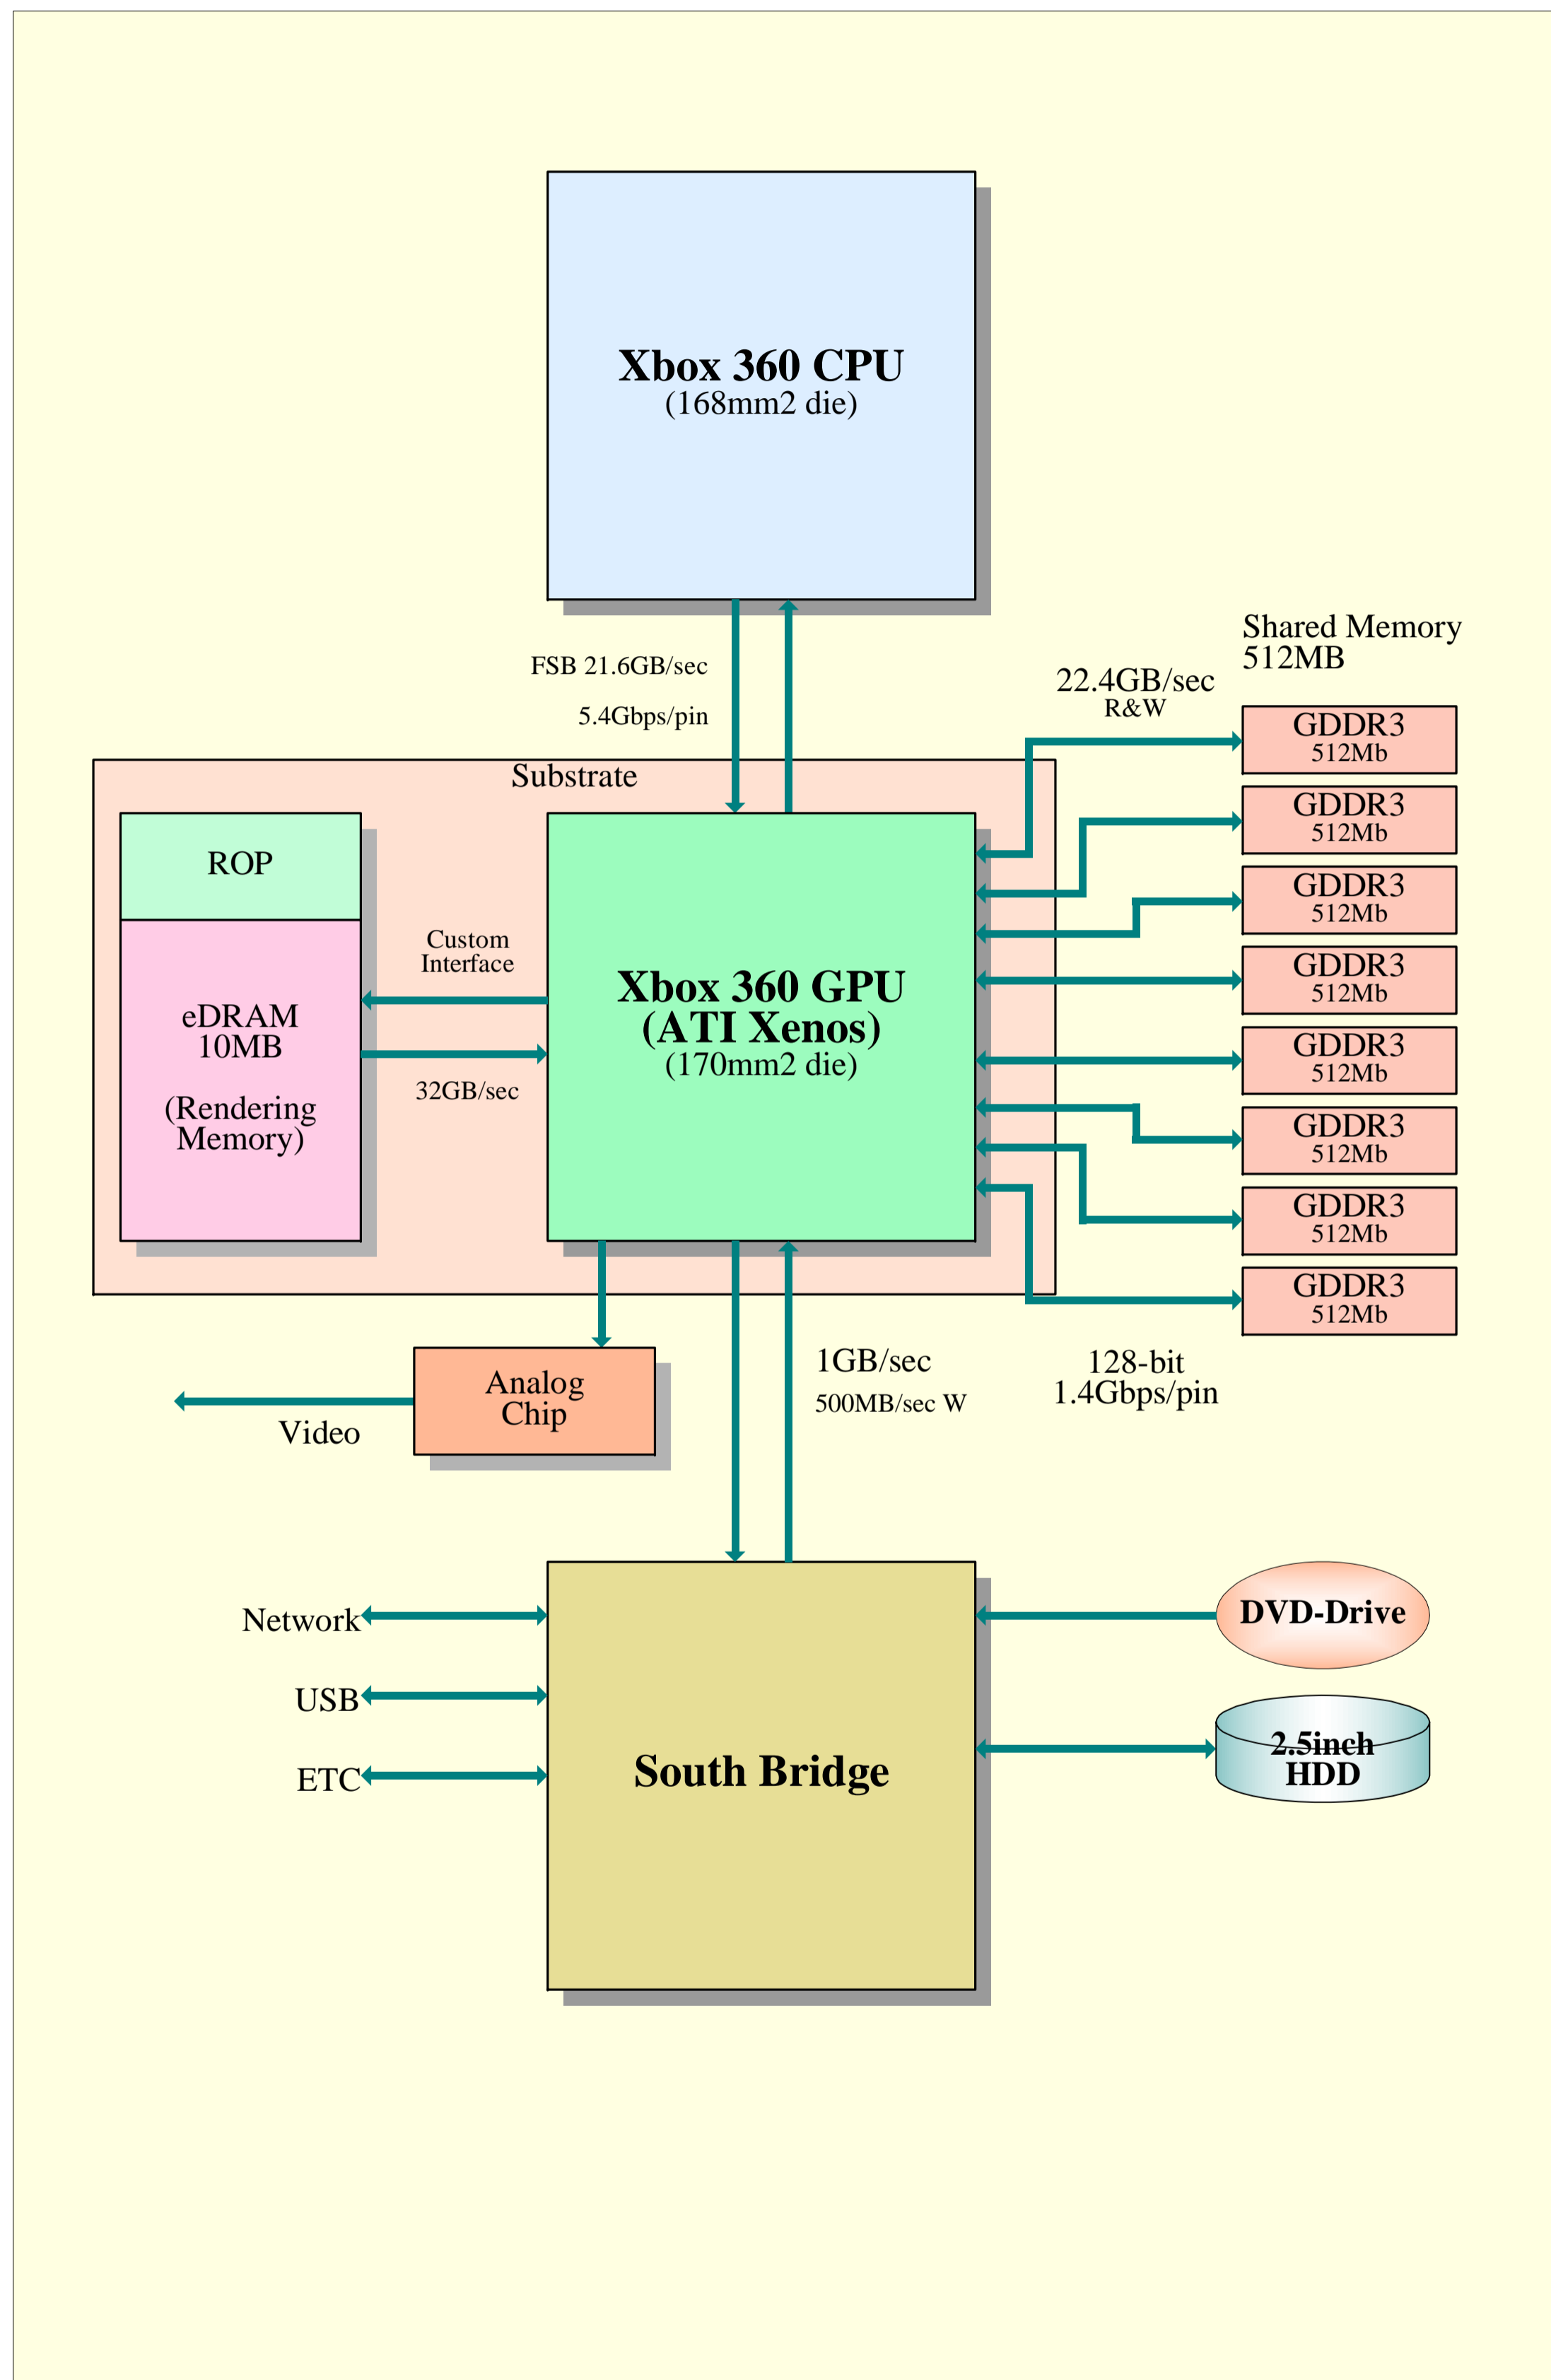 Xbox 360 CPU
(168mm2 die)
FSB 21.6GB/sec
5.4Gbps/pin
Shared Memory
512MB
22.4GB/sec
R&W
GDDR3
512Mb
GDDR3
512Mb
GDDR3
512Mb
GDDR3
512Mb
GDDR3
512Mb
GDDR3
512Mb
GDDR3
512Mb
GDDR3
512Mb
128-bit
1.4Gbps/pin
Substrate
ROP
eDRAM
10MB
(Rendering
Memory)
Custom
Interface
32GB/sec
Xbox 360 GPU
(ATI Xenos)
(170mm2 die)
Analog
Chip
Video
1GB/sec
500MB/sec W
Network
USB
ETC
South Bridge
DVD-Drive
2.5inch
HDD